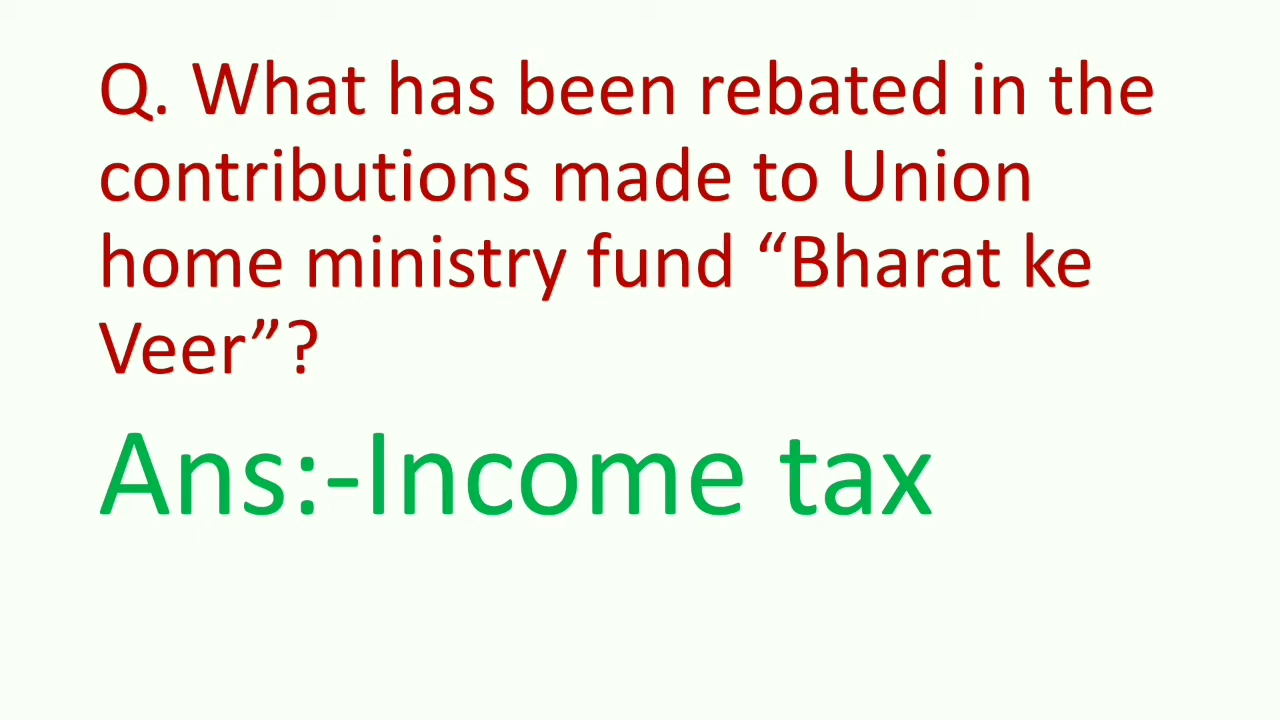 Q. What has been rebated in the
contributions made to Union
home ministry fund “Bharat ke
Veer”?
Ans:-Income tax